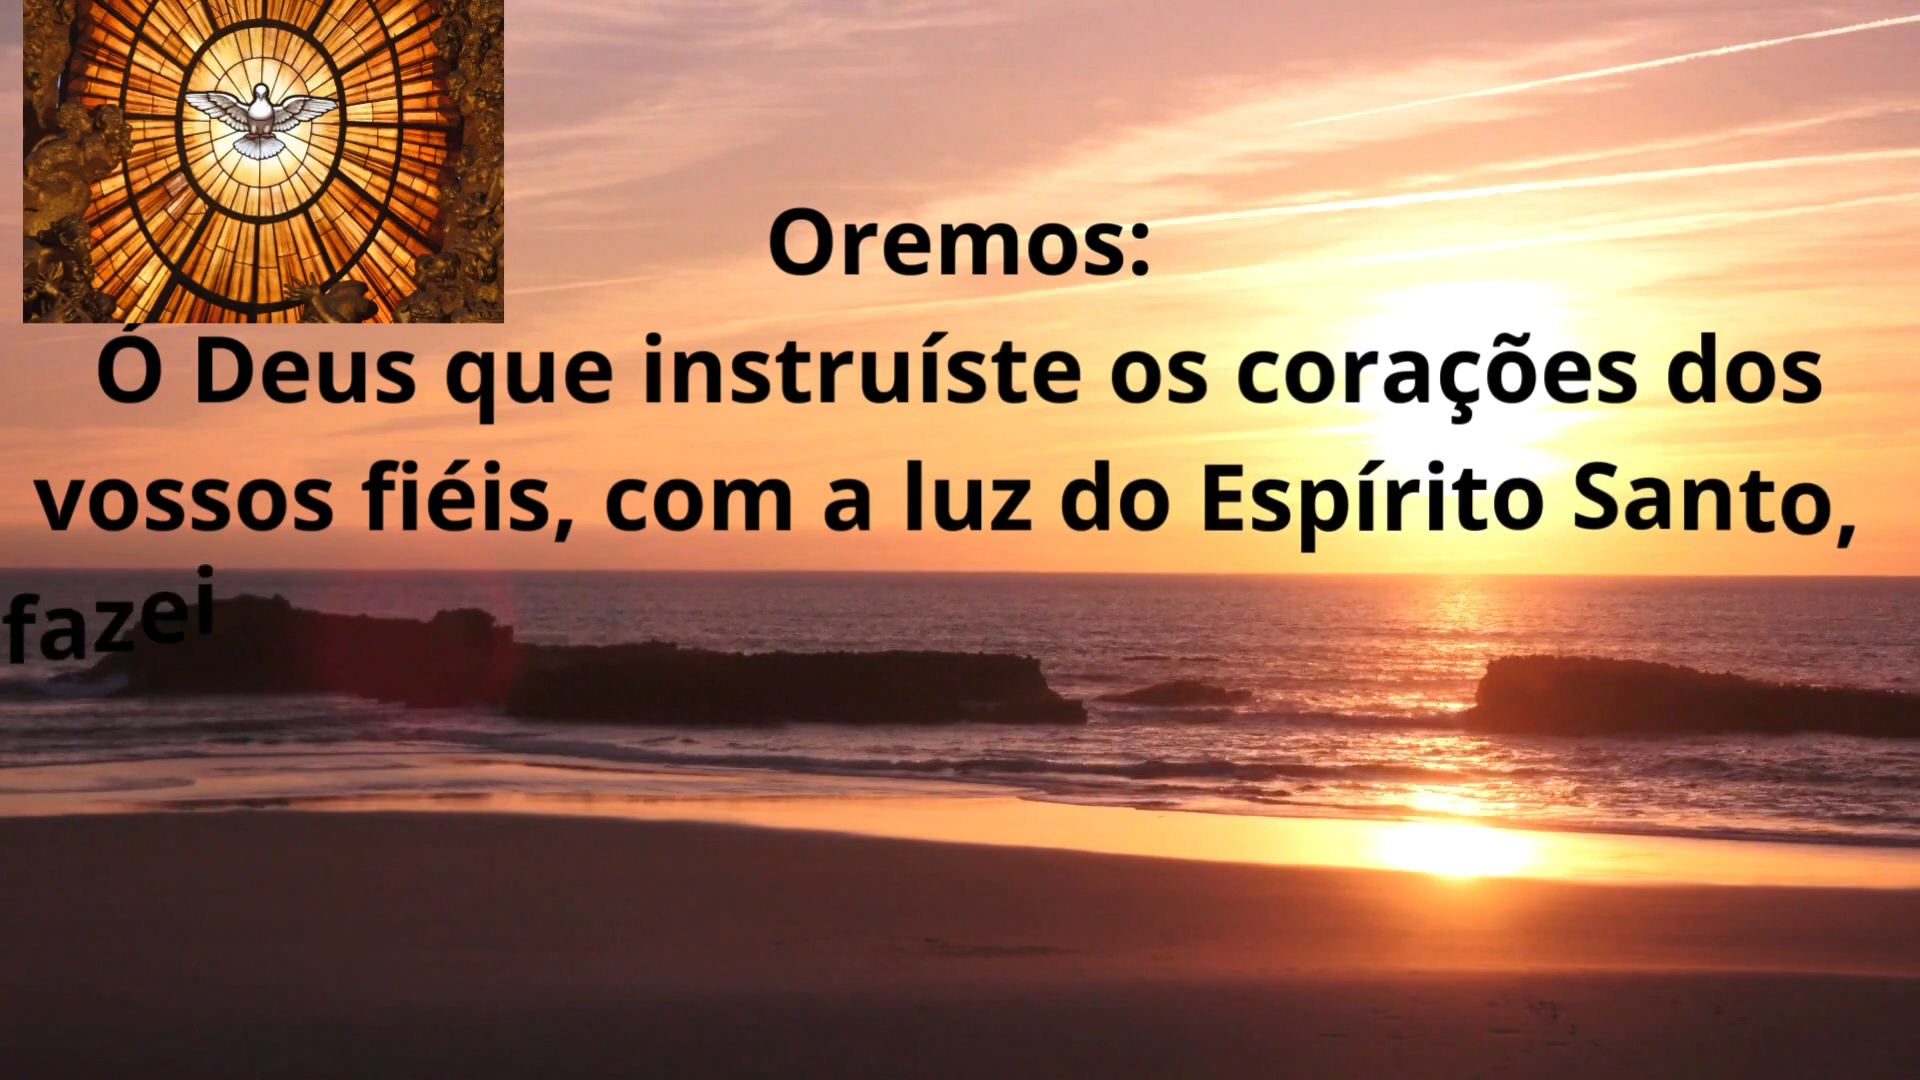 Oremos:
Ó Deus que instruíste os corações dos
vossos fiéis, com a luz do Espírito Santo,
fazei